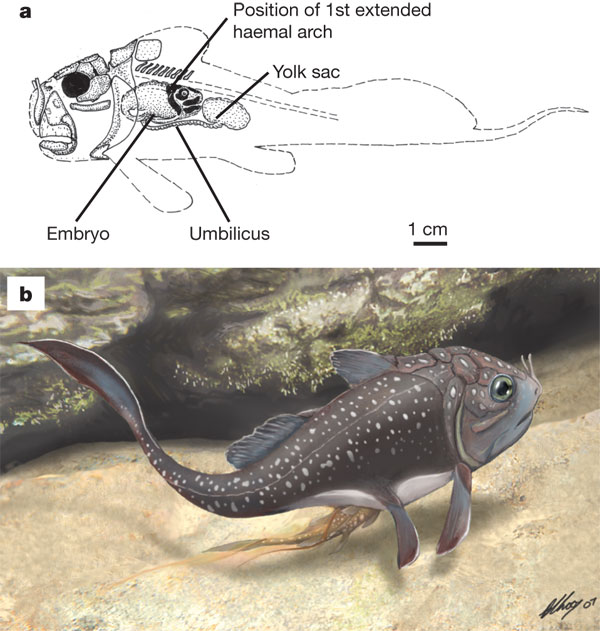 a
Position of 1st extended
haemal arch
Yolk sac
Embryo
Umbilicus
1 cm
b